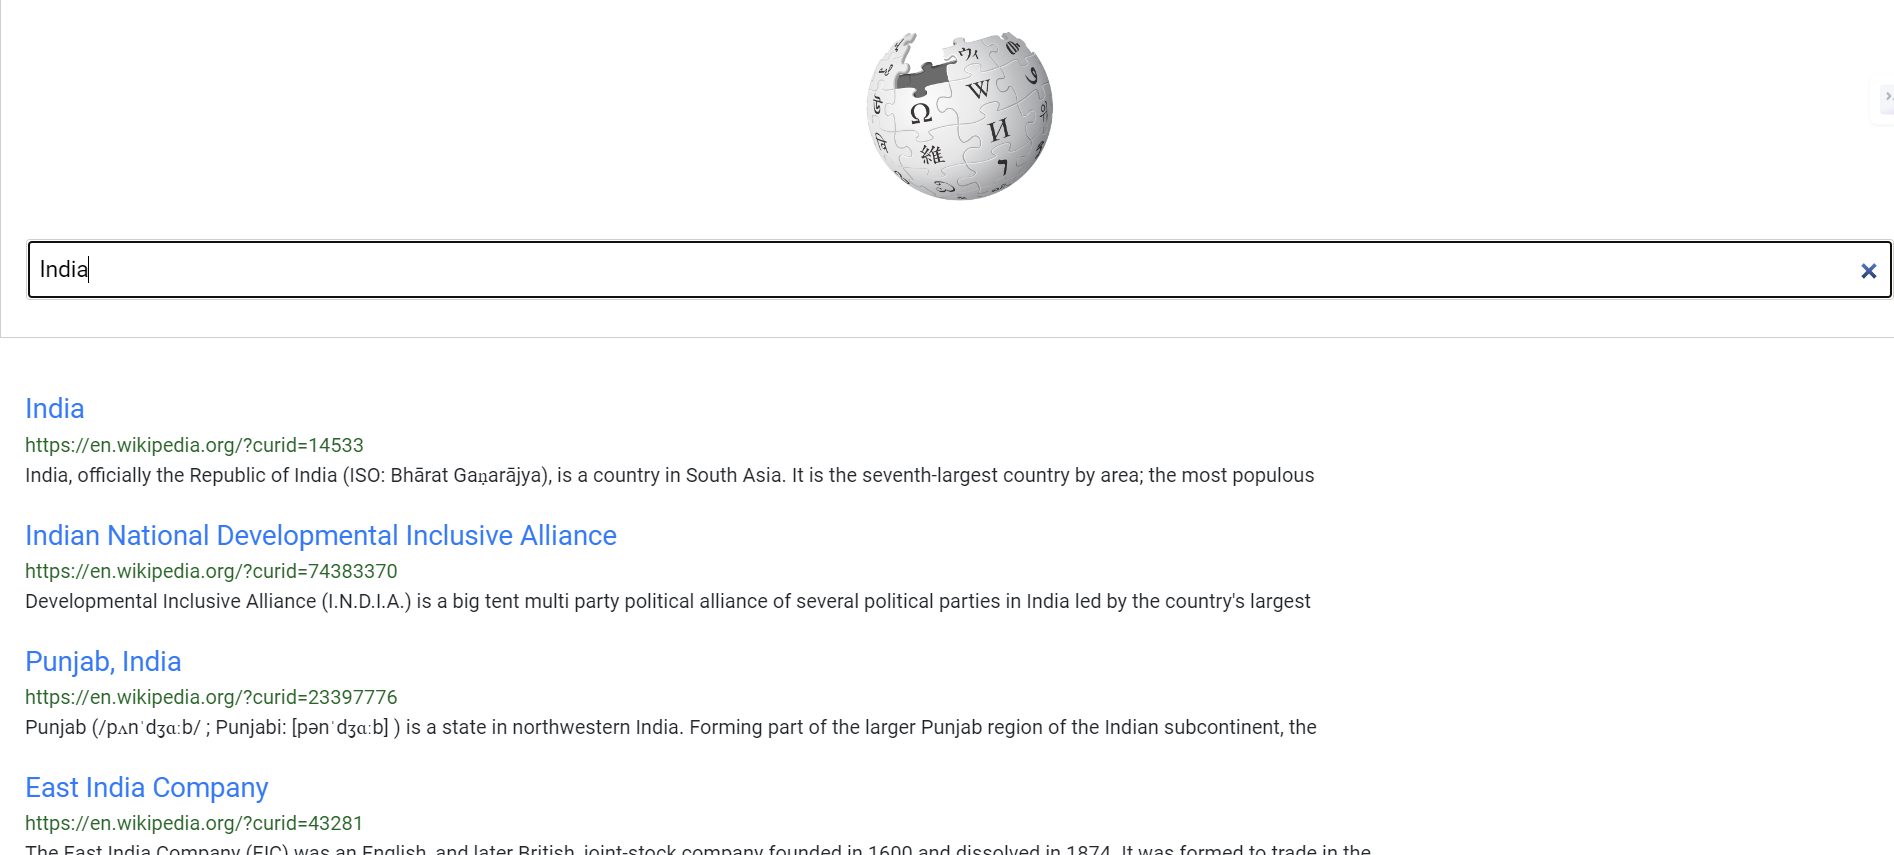 Ω W И 維 ウィ 7
India
India
https://en.wikipedia.org/?curid=14533
India, officially the Republic of India (ISO: Bhārat Gaṇarājya), is a country in South Asia. It is the seventh-largest country by area; the most populous
Indian National Developmental Inclusive Alliance
https://en.wikipedia.org/?curid=74383370
Developmental Inclusive Alliance (I.N.D.I.A.) is a big tent multi party political alliance of several political parties in India led by the country's largest
Punjab, India
https://en.wikipedia.org/?curid=23397776
Punjab (/pʌnˈdʒɑːb/ ; Punjabi: [pənˈdʒɑːb] ) is a state in northwestern India. Forming part of the larger Punjab region of the Indian subcontinent, the
East India Company
https://en.wikipedia.org/?curid=43281
The East India Company (EIC) was an English, and later British, joint-stock company founded in 1600 and dissolved in 1874. It was formed to trade in the